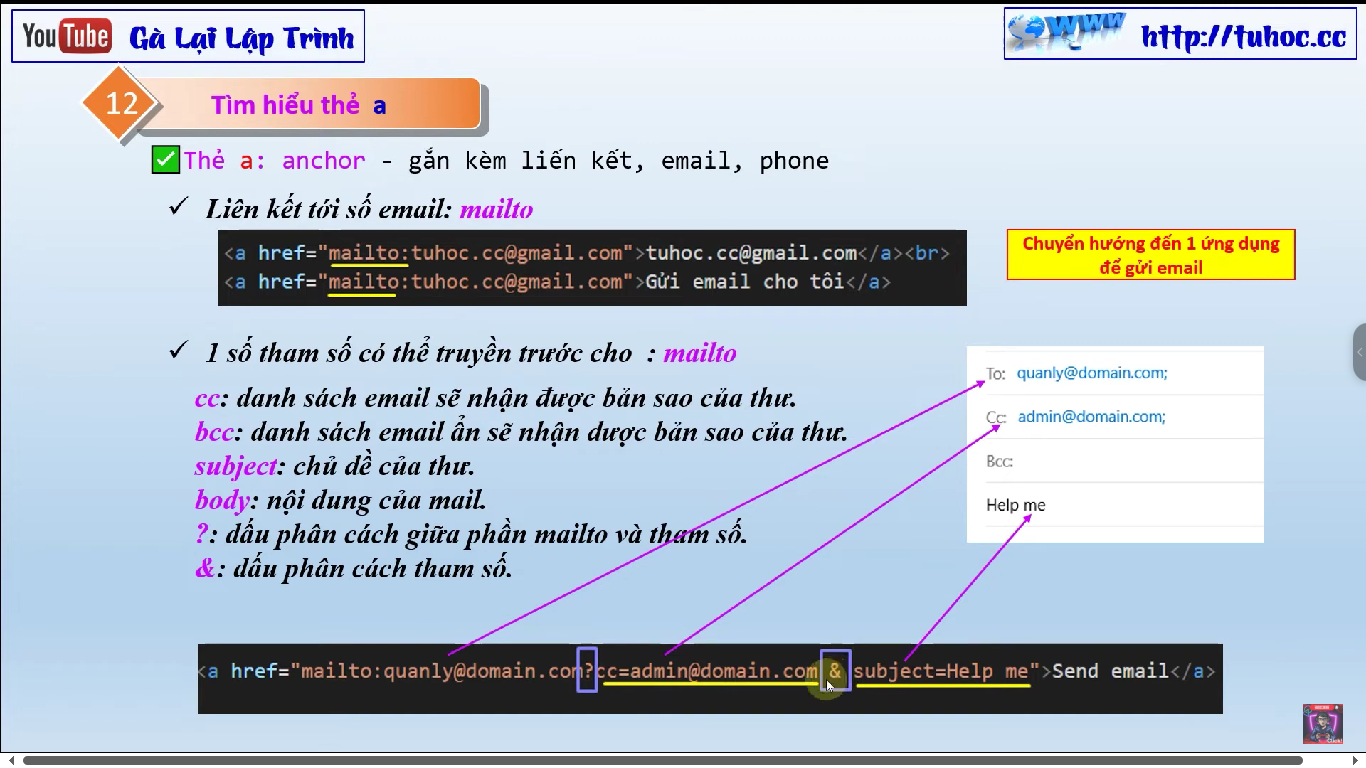 YouTube Gà Lại Lập Trình
WWW http://tuhoc.cc
12 Tìm hiểu thẻ a
Thẻ a: anchor - gắn kèm liến kết, email, phone
✓ Liên kết tới số email: mailto
<a href="mailto:tuhoc.cc@gmail.com">tuhoc.cc@gmail.com</a><br>
<a href="mailto:tuhoc.cc@gmail.com">Gửi email cho tôi</a>
Chuyển hướng đến 1 ứng dụng
để gửi email
✓ 1 số tham số có thể truyền trước cho : mailto
cc: danh sách email sẽ nhận được bản sao của thư.
bcc: danh sách email ẩn sẽ nhận được bản sao của thư.
subject: chủ dề của thư.
body: nội dung của mail.
?: dấu phân cách giữa phần mailto và tham số.
&: dấu phân cách tham số.
To: quanly@domain.com;
Cc: admin@domain.com;
Bcc:
Help me
<a href="mailto:quanly@domain.com?cc=admin@domain.com & subject=Help me">Send email</a>